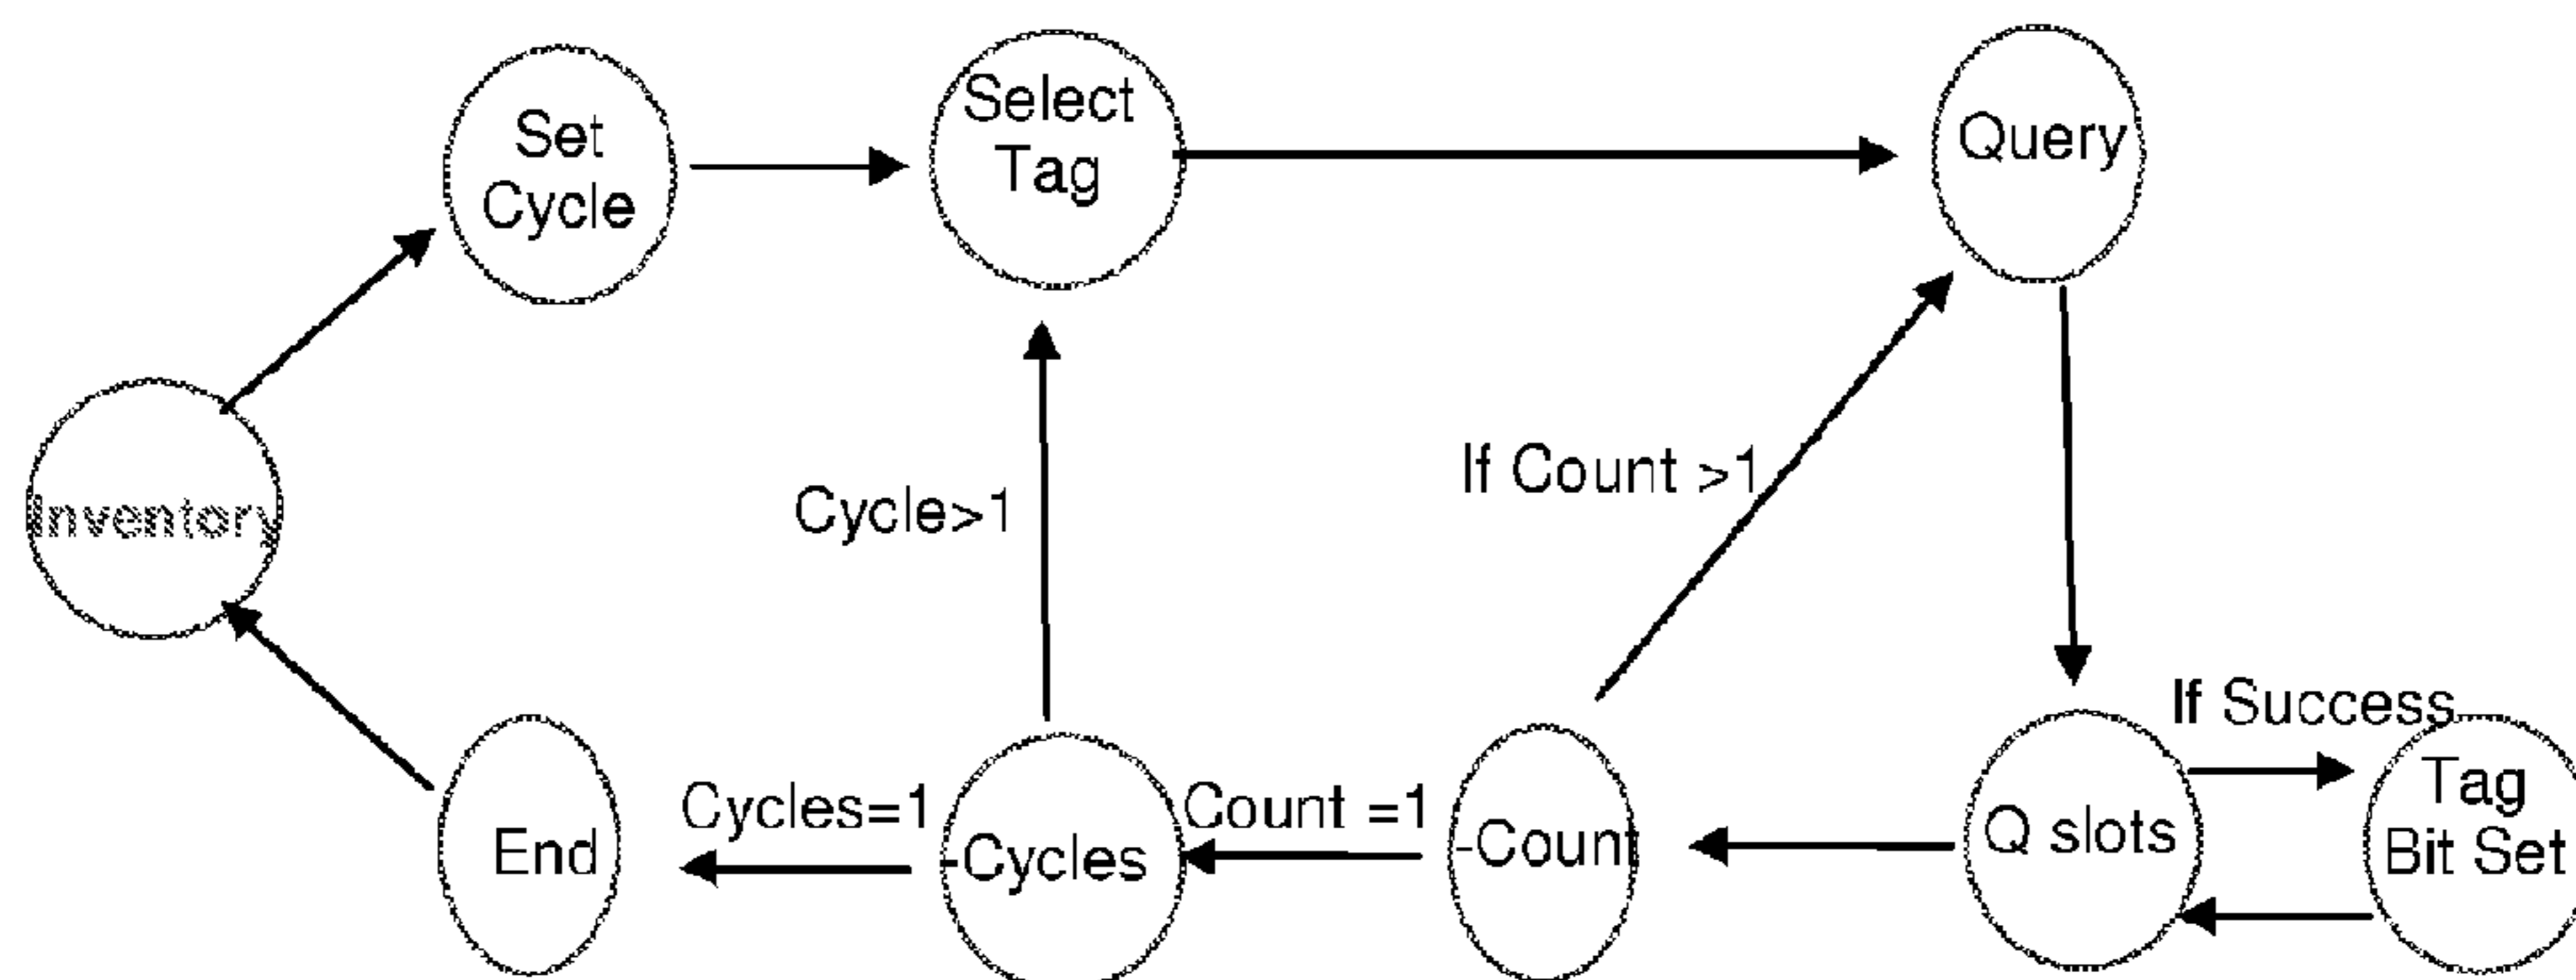 Set
Cycle
Select
Tag
Query
Inventory
Cycle>1
If Count >1
If Success
End
Cycles=1
-Cycles
Count =1
-Count
Q slots
Tag
Bit Set